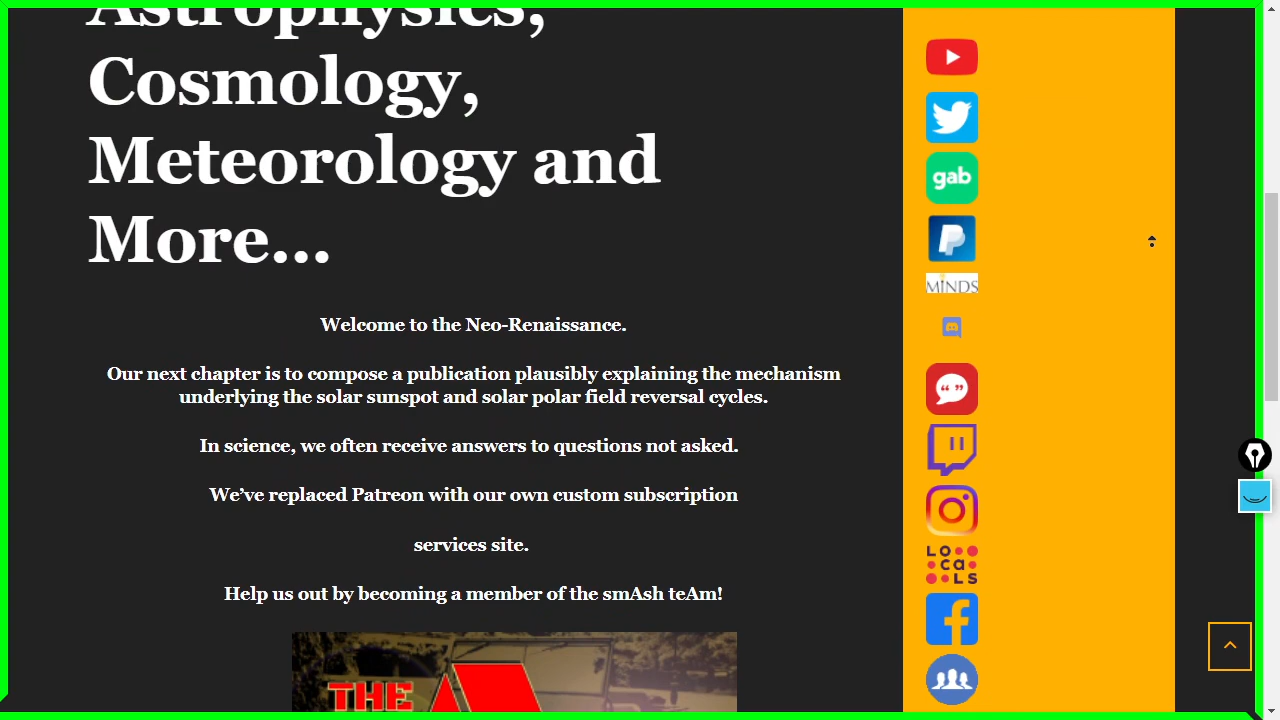 Astrophysics,
Cosmology,
Meteorology and
More...
Welcome to the Neo-Renaissance.
Our next chapter is to compose a publication plausibly explaining the mechanism
underlying the solar sunspot and solar polar field reversal cycles.
In science, we often receive answers to questions not asked.
We've replaced Patreon with our own custom subscription
services site.
Help us out by becoming a member of the smAsh teAm!
THE
gab
MINDS
LOCALS